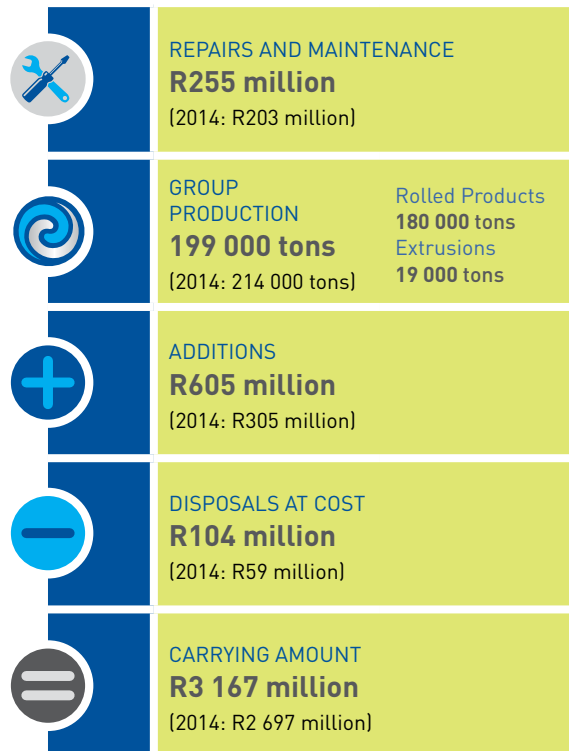 REPAIRS AND MAINTENANCE
R255 million
(2014: R203 million)
GROUP
PRODUCTION
199 000 tons
(2014: 214 000 tons)
Rolled Products
180 000 tons
Extrusions
19 000 tons
ADDITIONS
R605 million
(2014: R305 million)
DISPOSALS AT COST
R104 million
(2014: R59 million)
CARRYING AMOUNT
R3 167 million
(2014: R2 697 million)